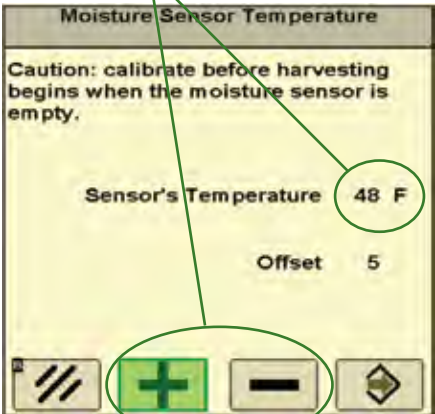 Moisture Sensor Temperature
Caution: calibrate before harvesting
begins when the moisture sensor is
empty.
Sensor's Temperature 48 F
Offset 5